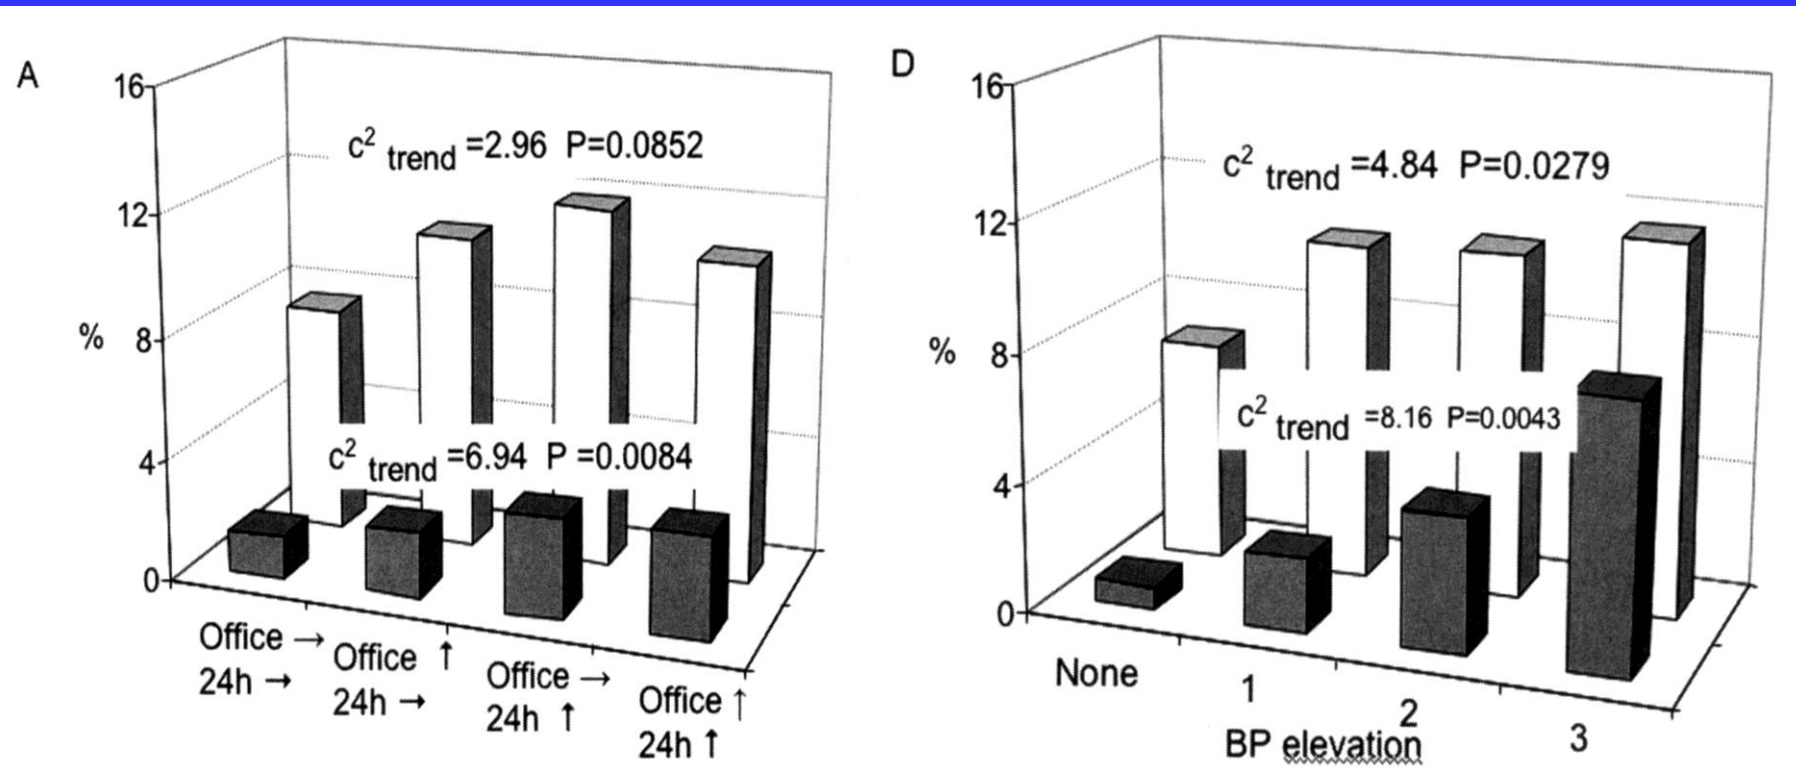 A
16
12
8
4
0
%
c² trend =2.96 P=0.0852
c² trend =6.94 P =0.0084
Office →
24h →
Office ↑
24h →
Office →
24h ↑
Office ↑
24h ↑
D
16
12
8
4
0
%
c² trend =4.84 P=0.0279
c² trend =8.16 P=0.0043
None
1
2
3
BP elevation